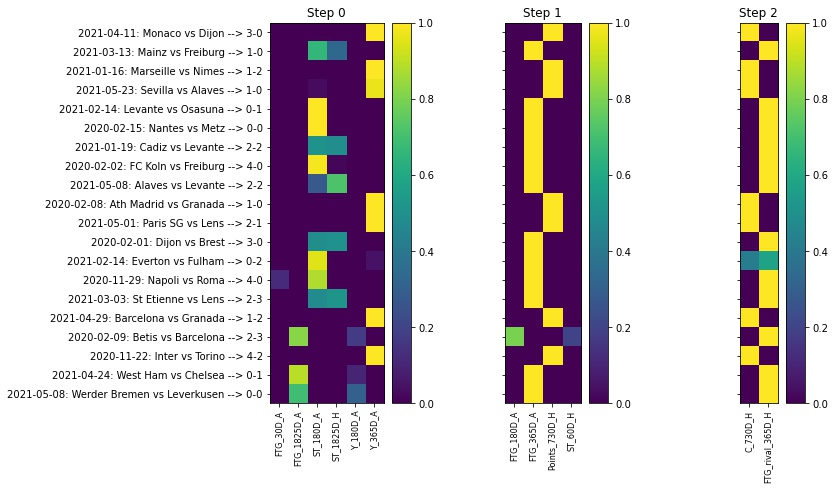 Step 0
Step 1
Step 2
2021-04-11: Monaco vs Dijon --> 3-0
2021-03-13: Mainz vs Freiburg --> 1-0
2021-01-16: Marseille vs Nimes --> 1-2
2021-05-23: Sevilla vs Alaves --> 1-0
2021-02-14: Levante vs Osasuna --> 0-1
2020-02-15: Nantes vs Metz --> 0-0
2021-01-19: Cadiz vs Levante --> 2-2
2020-02-02: FC Koln vs Freiburg --> 4-0
2021-05-08: Alaves vs Levante --> 2-2
2020-02-08: Ath Madrid vs Granada --> 1-0
2021-05-01: Paris SG vs Lens --> 2-1
2020-02-01: Dijon vs Brest --> 3-0
2021-02-14: Everton vs Fulham --> 0-2
2020-11-29: Napoli vs Roma --> 4-0
2021-03-03: St Etienne vs Lens --> 2-3
2021-04-29: Barcelona vs Granada --> 1-2
2020-02-09: Betis vs Barcelona --> 2-3
2020-11-22: Inter vs Torino --> 4-2
2021-04-24: West Ham vs Chelsea --> 0-1
2021-05-08: Werder Bremen vs Leverkusen --> 0-0
FTG_30D_A
FTG_1825D_A
ST_180D_A
ST_1825D_H
Y_180D_A
Y_365D_A
1.0
0.8
0.6
0.4
0.2
0.0
FTG_180D_A
FTG_365D_A
Points_730D_H
ST_60D_H
1.0
0.8
0.6
0.4
0.2
0.0
C_730D_H
FTG_rival_365D_H
1.0
0.8
0.6
0.4
0.2
0.0